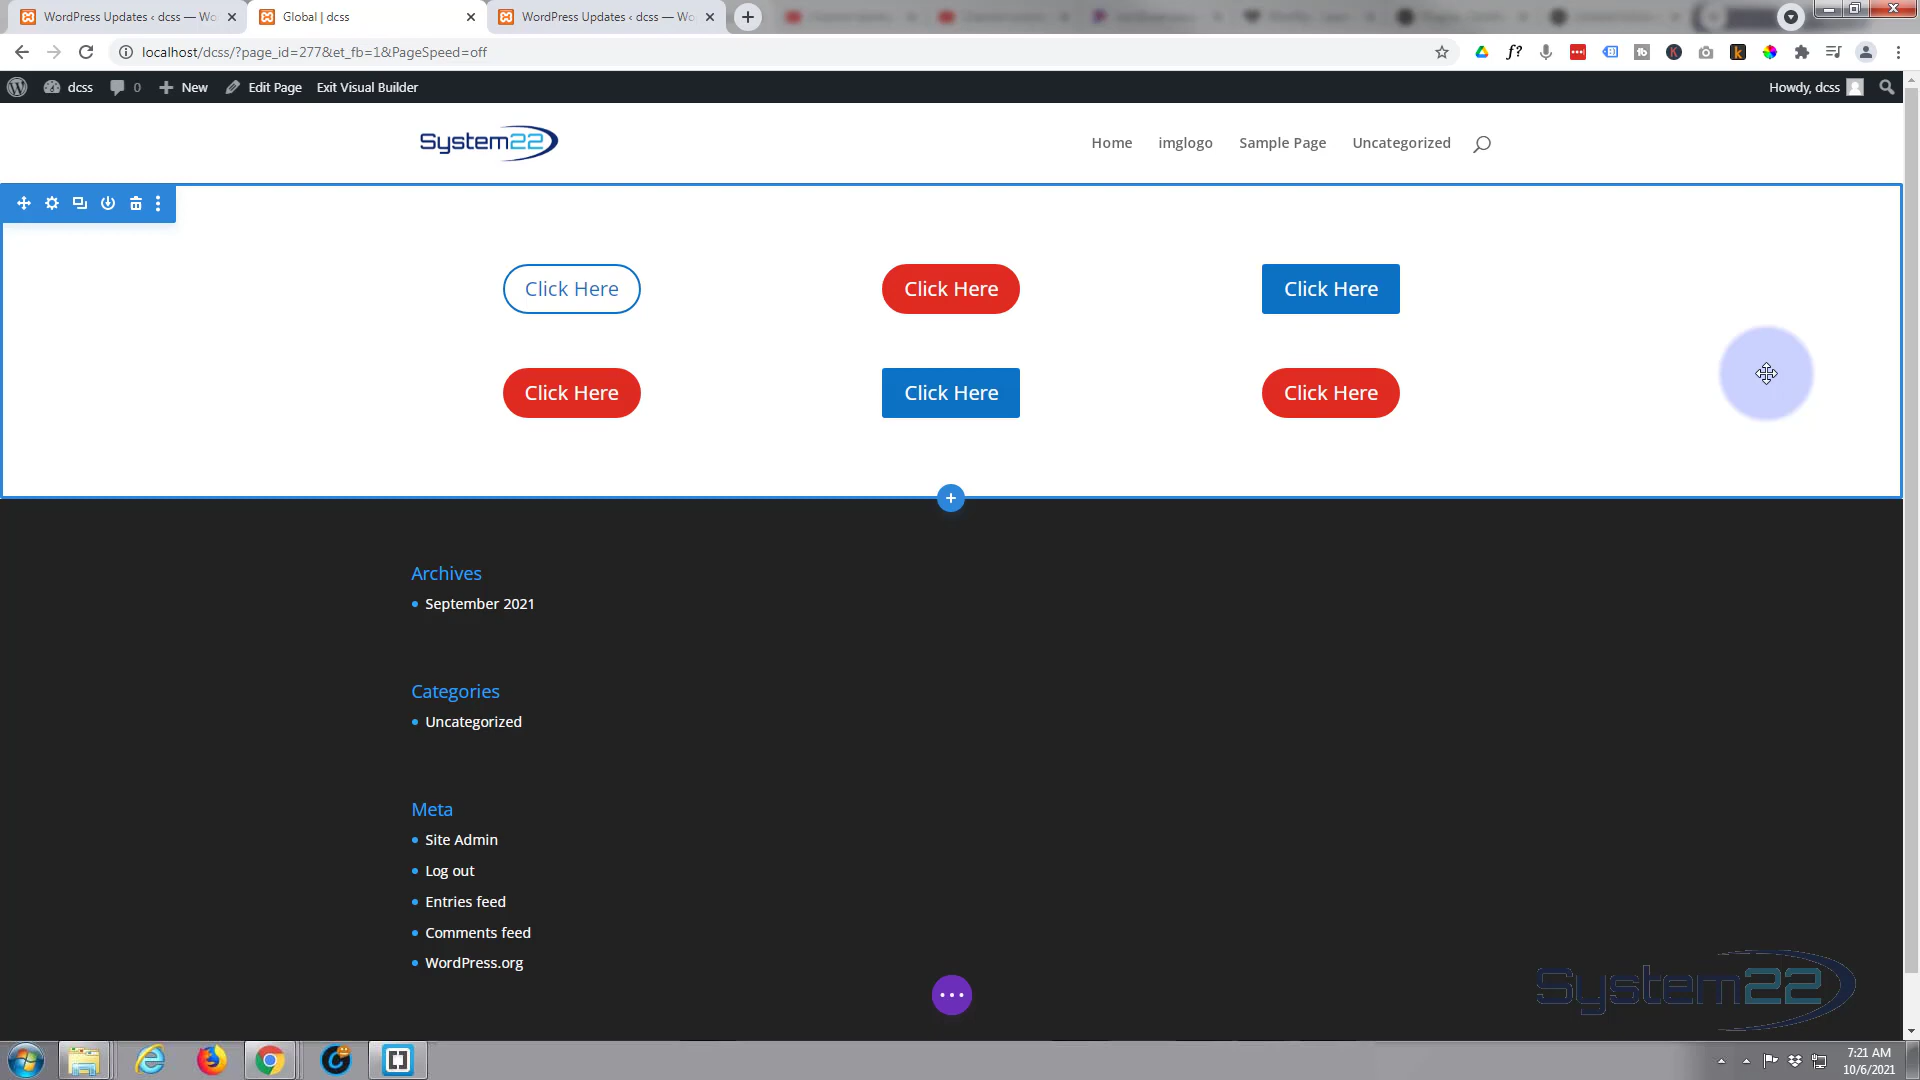 WordPress Updates ‹ dcss — Wo
Global | dcss
WordPress Updates ‹ dcss — Wo
localhost/dcss/?page_id=277&et_fb=1&PageSpeed=off
dcss
0
New
Edit Page
Exit Visual Builder
Howdy, dcss
System22
Home
imglogo
Sample Page
Uncategorized
Click Here
Click Here
Click Here
Click Here
Click Here
Click Here
Archives
September 2021
Categories
Uncategorized
Meta
Site Admin
Log out
Entries feed
Comments feed
WordPress.org
System22
7:21 AM
10/6/2021